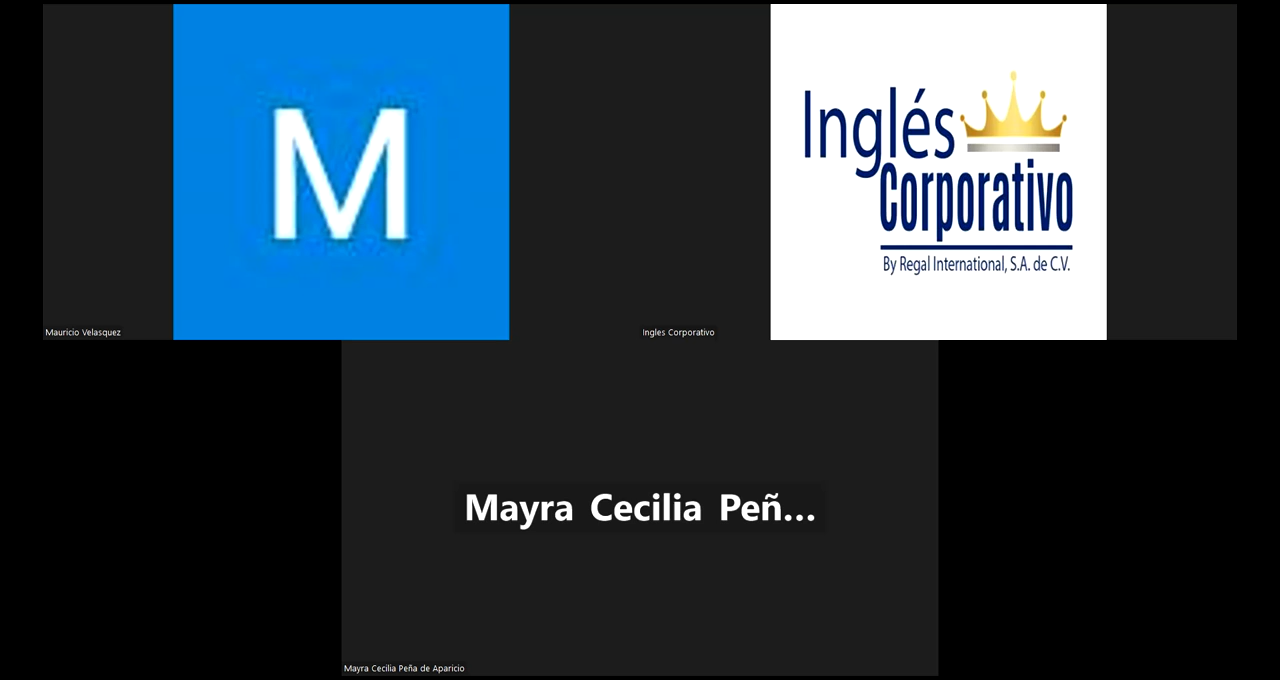 M
Mauricio Velasquez
Inglés
Corporativo
By Regal International, S.A. de C.V.
Ingles Corporativo
Mayra Cecilia Peñ...
Mayra Cecilia Peña de Aparicio